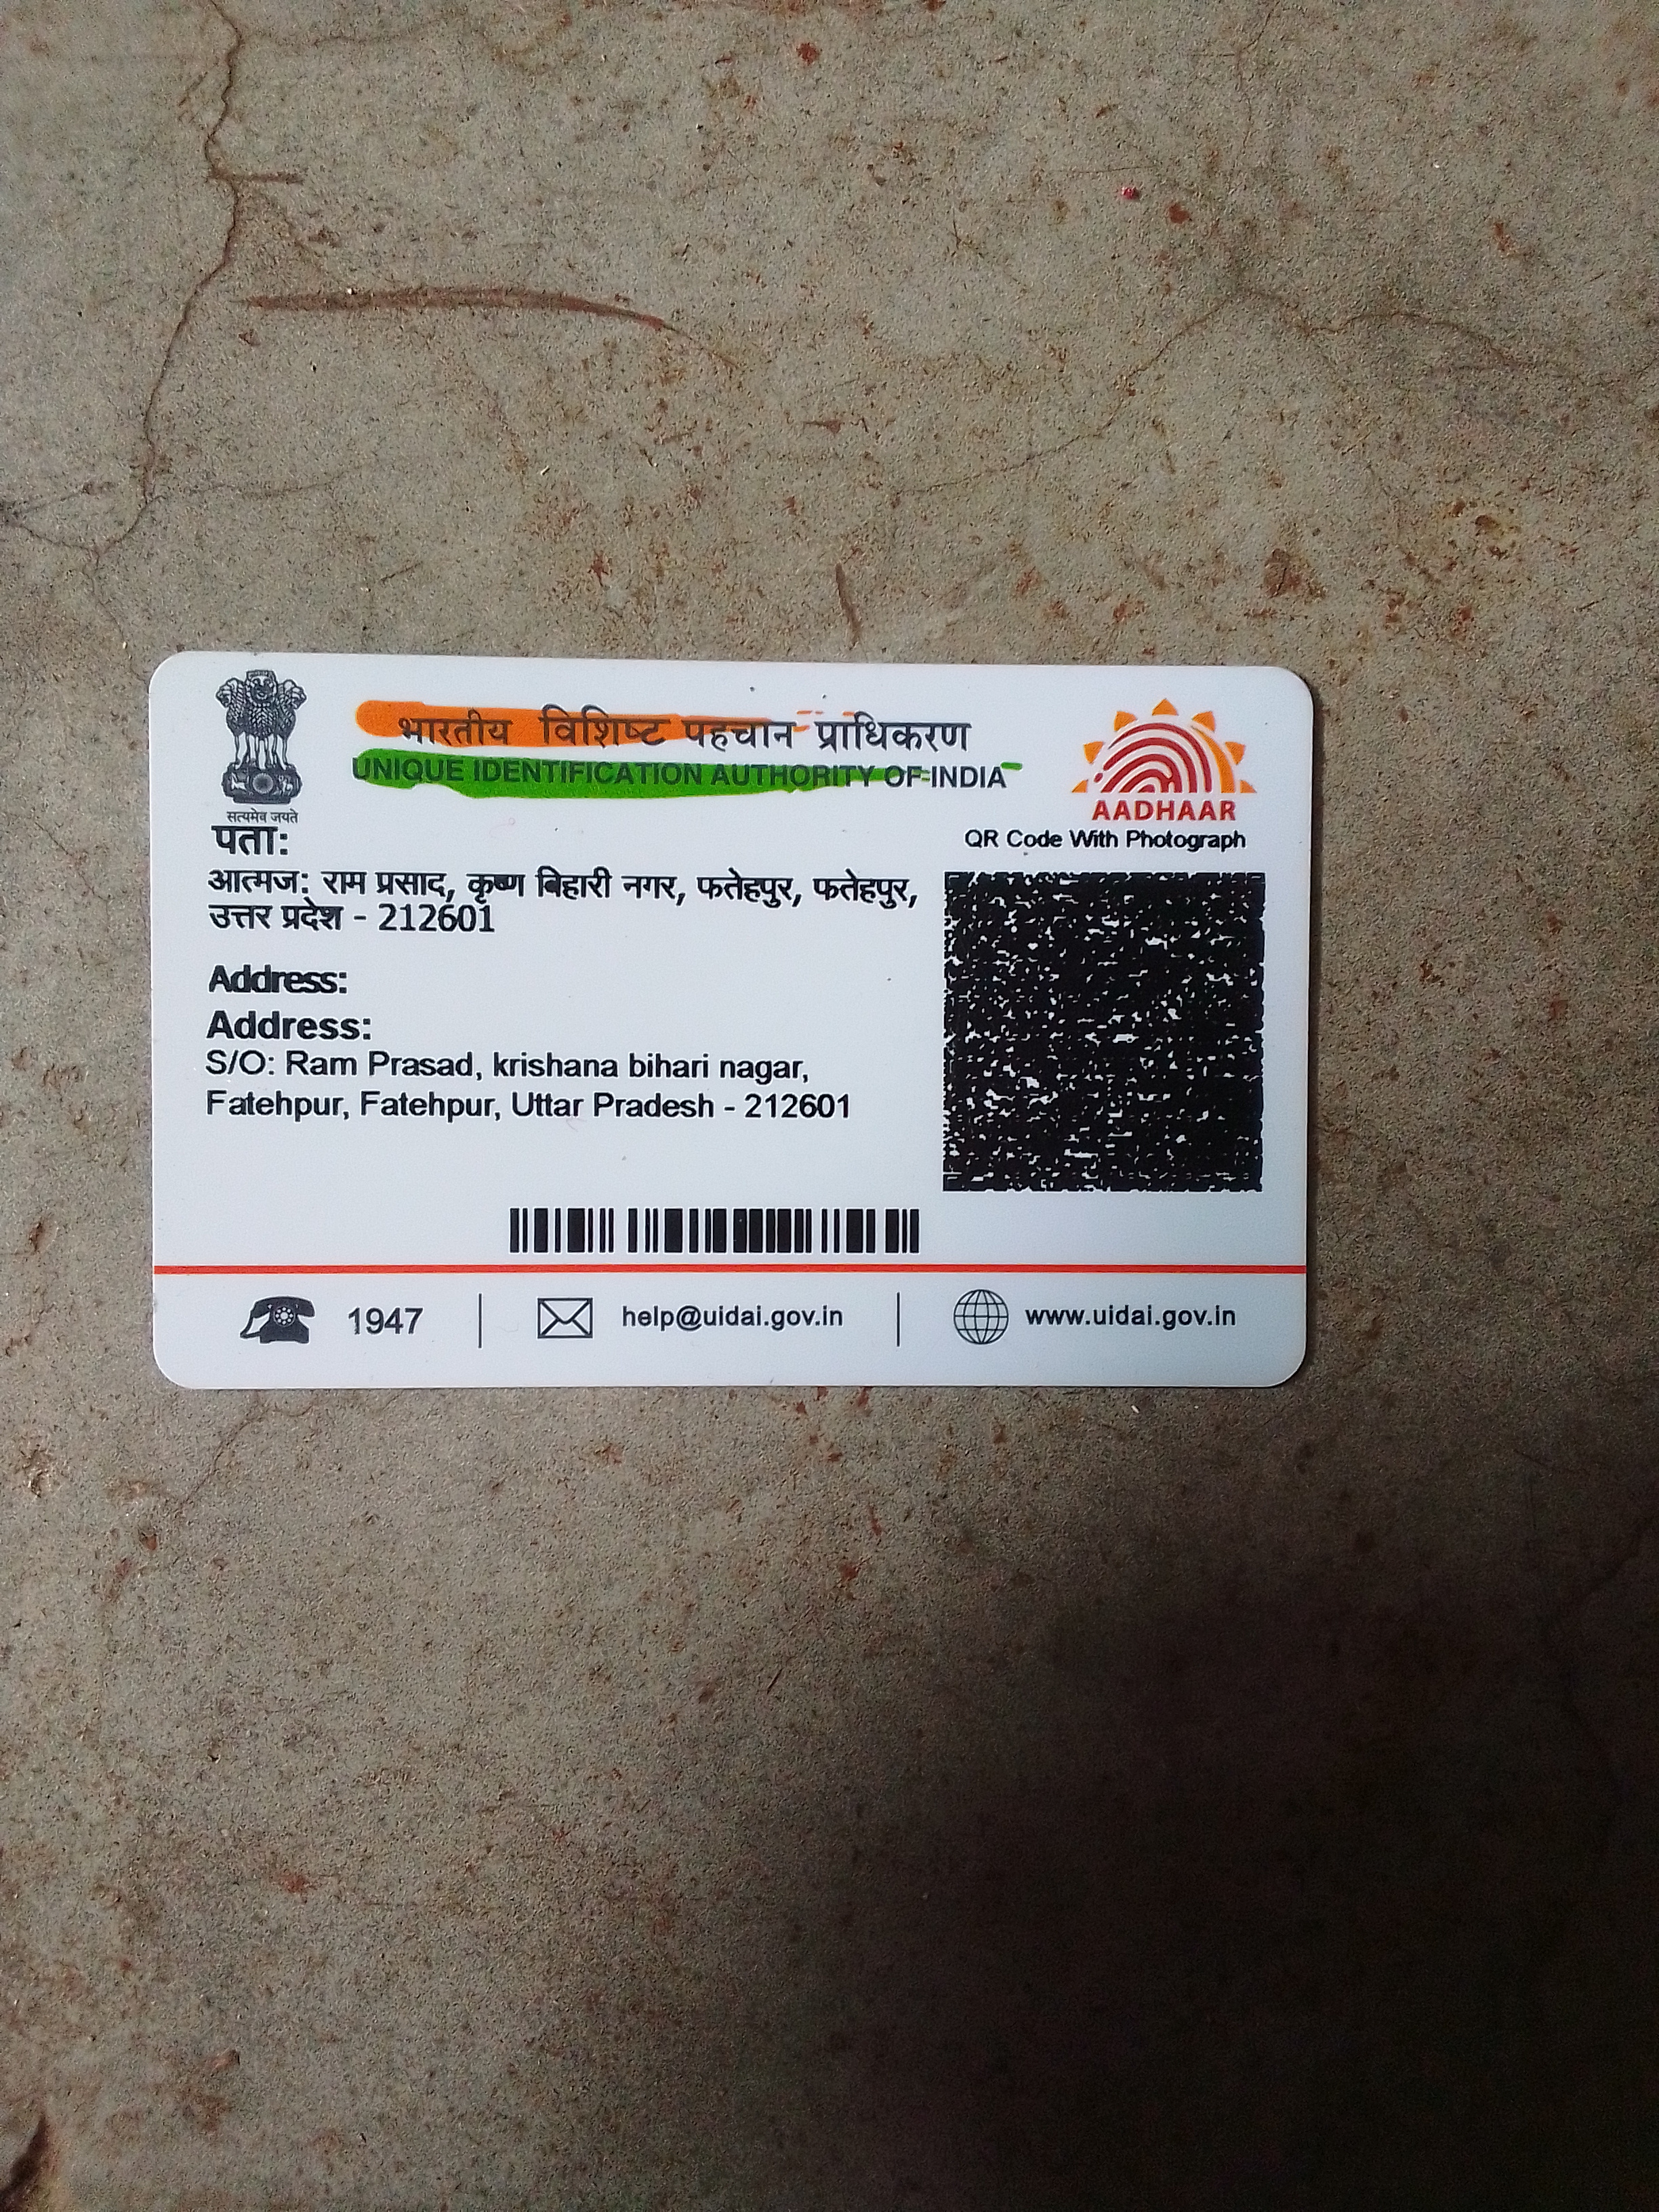 भारतीय विशिष्ट पहचान प्राधिकरण
UNIQUE IDENTIFICATION AUTHORITY OF INDIA
सत्यमेव जयते
AADHAAR
पता:
QR Code With Photograph
आत्मज: राम प्रसाद, कृष्ण बिहारी नगर, फतेहपुर, फतेहपुर,
उत्तर प्रदेश - 212601
Address:
Address:
S/O: Ram Prasad, krishana bihari nagar,
Fatehpur, Fatehpur, Uttar Pradesh - 212601
1947 | help@uidai.gov.in | www.uidai.gov.in